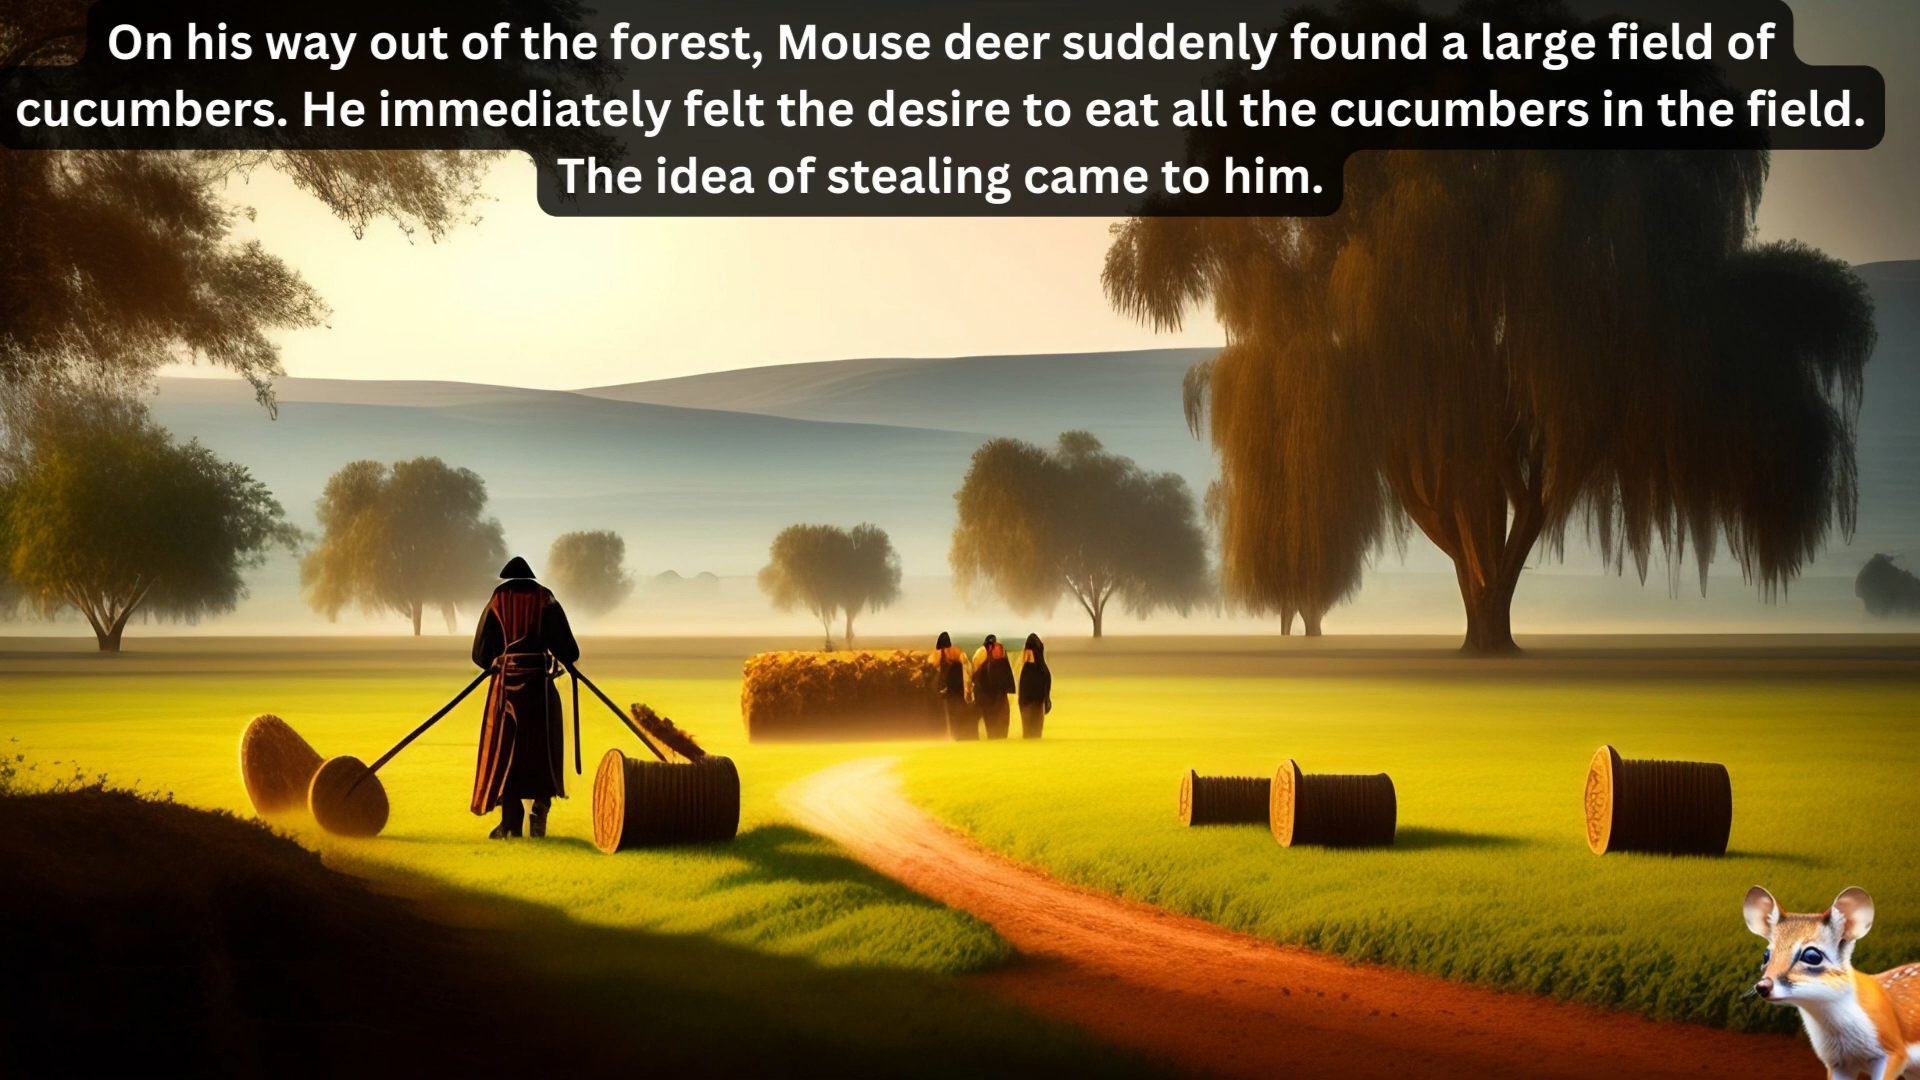 On his way out of the forest, Mouse deer suddenly found a large field of
cucumbers. He immediately felt the desire to eat all the cucumbers in the field.
The idea of stealing came to him.